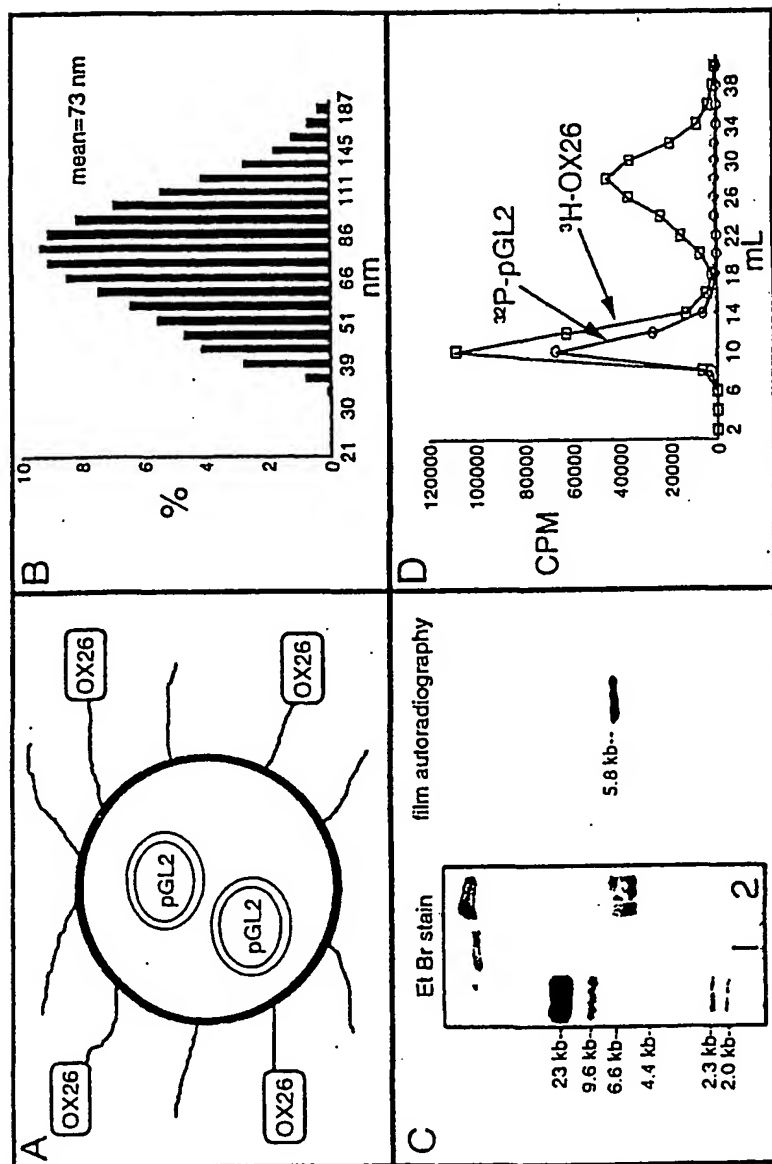 A
OX26
OX26
OX26
OX26
pGL2
pGL2
B
mean=73 nm
%
10
8
6
4
2
0
21 30 39 51 66 86 111 145 187
nm
C
Et Br stain
film autoradiography
23 kb--
9.6 kb--
6.6 kb--
4.4 kb--
2.3 kb--
2.0 kb--
1 2
5.8 kb--
D
CPM
120000
100000
80000
60000
40000
20000
0
32P-pGL2
3H-OX26
2 6 10 14 18 22 26 30 34 38
mL